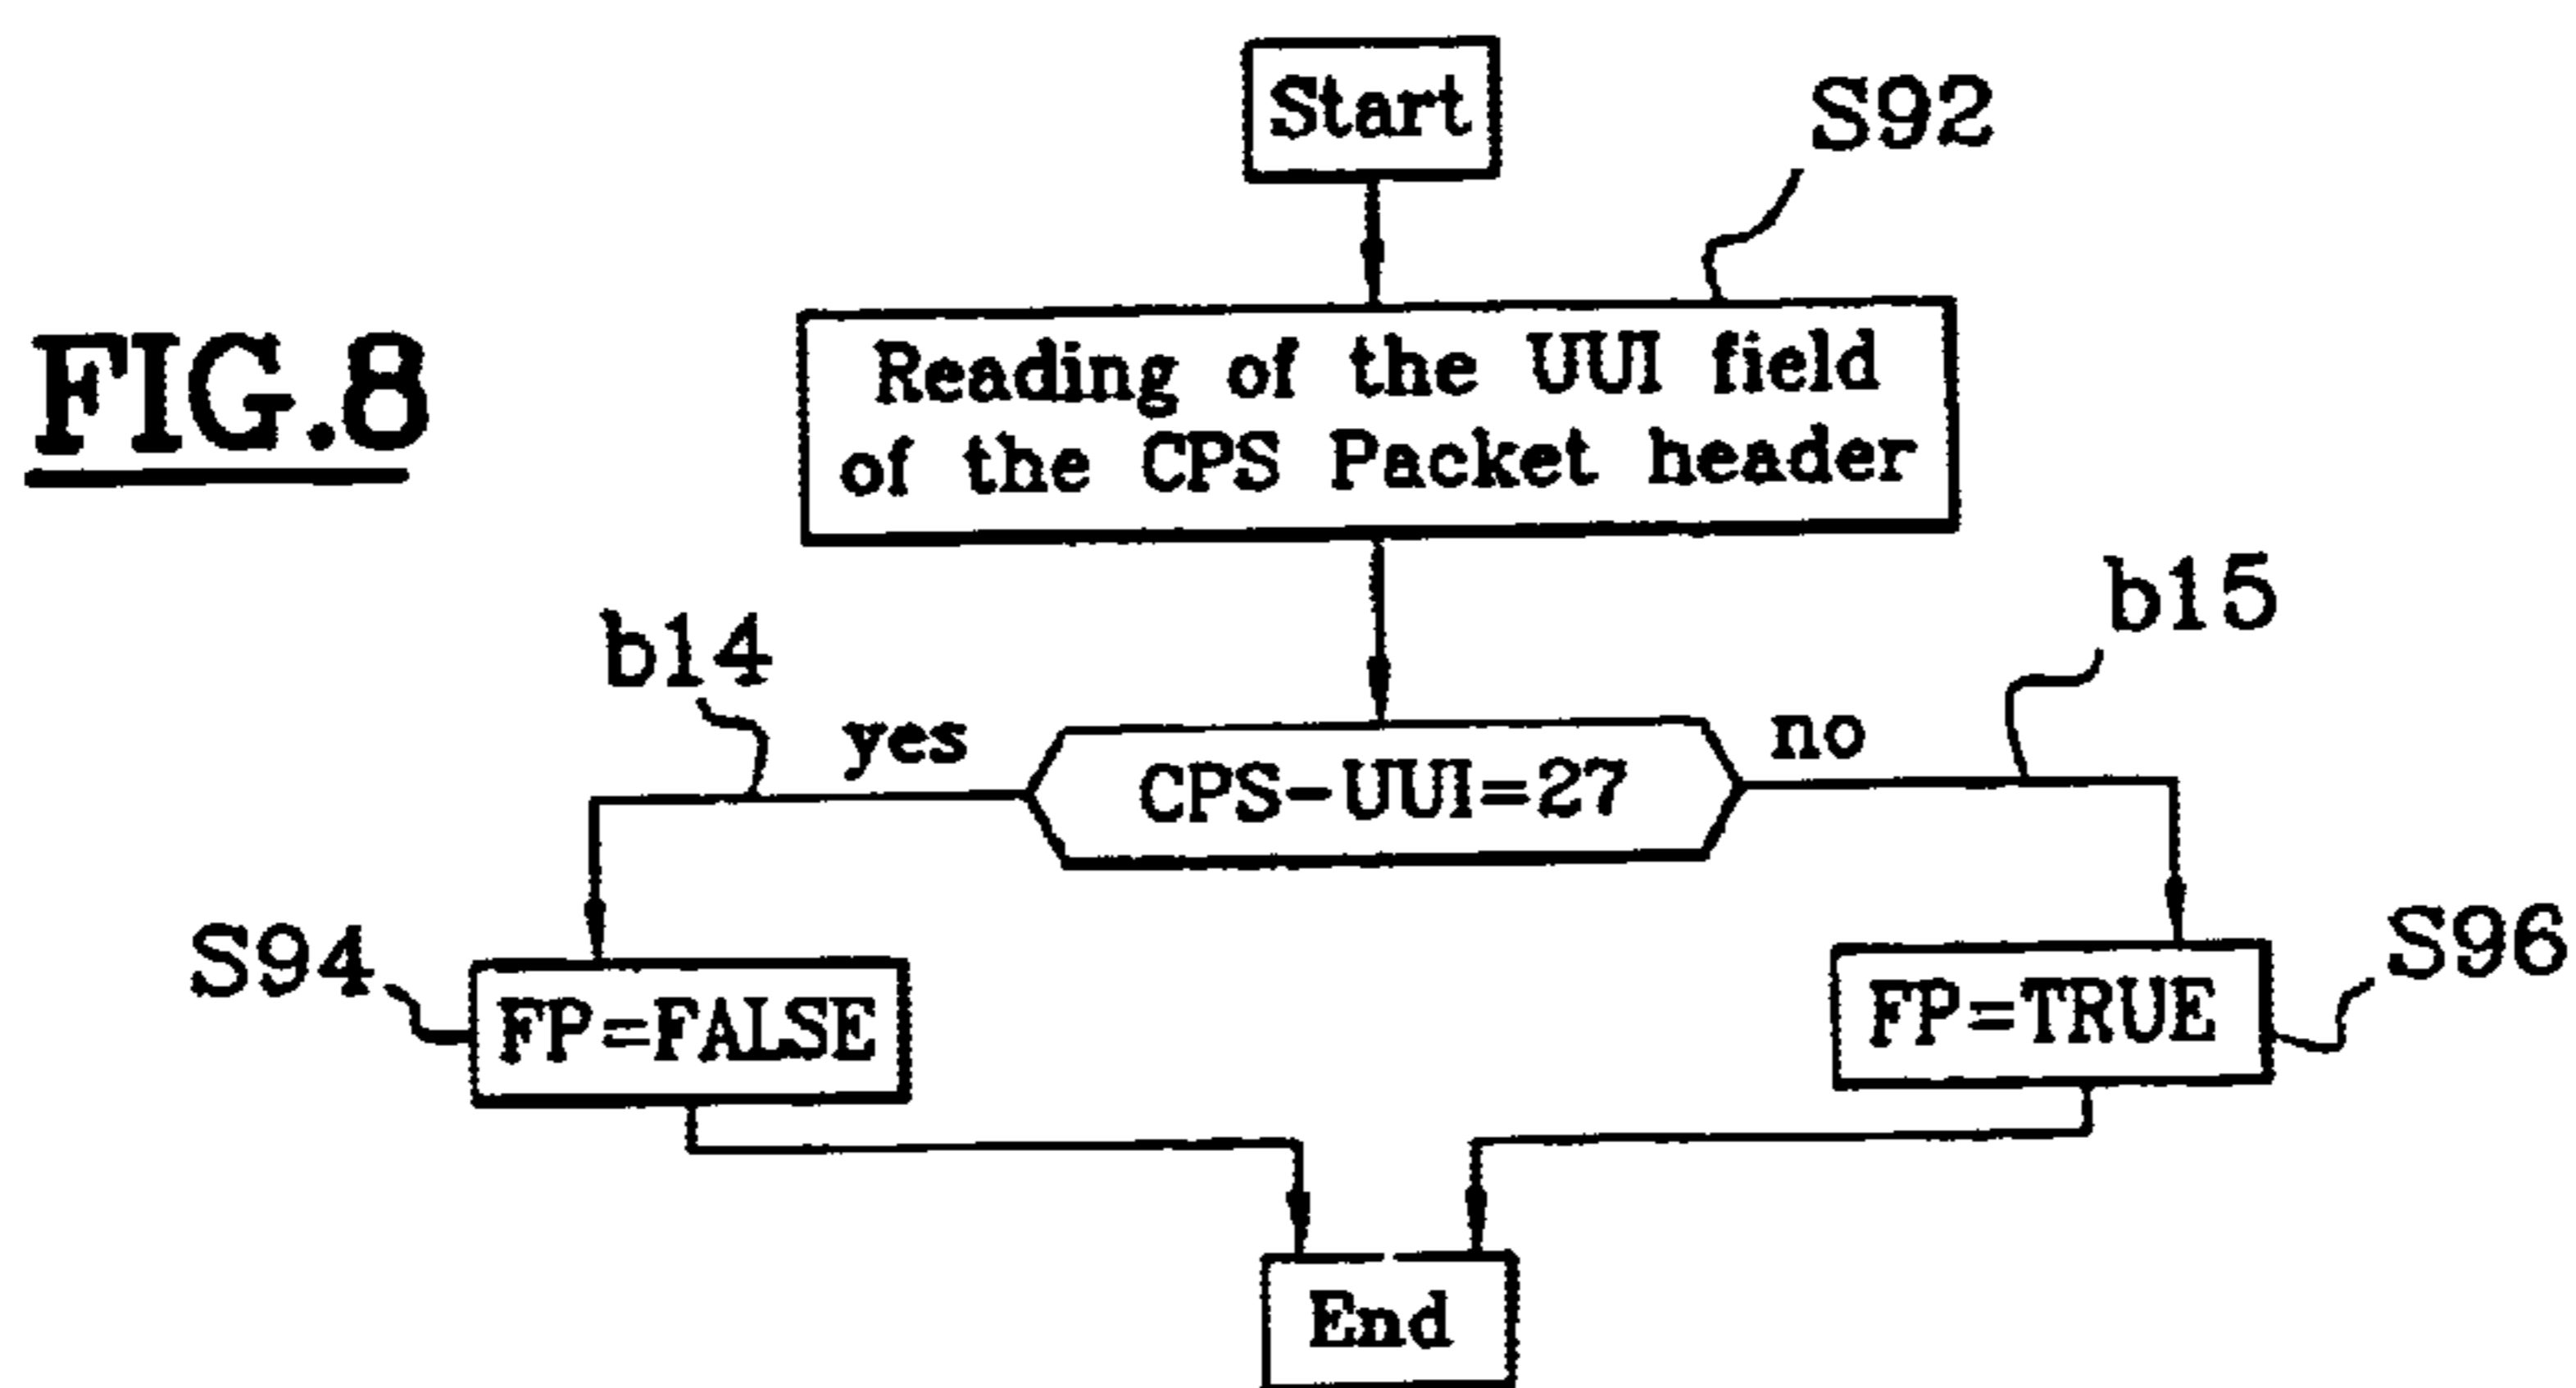 Start
S92
FIG.8
Reading of the UUI field
of the CPS Packet header
b14
b15
yes
no
CPS-UUI=27
S94
FP=FALSE
FP=TRUE
S96
End